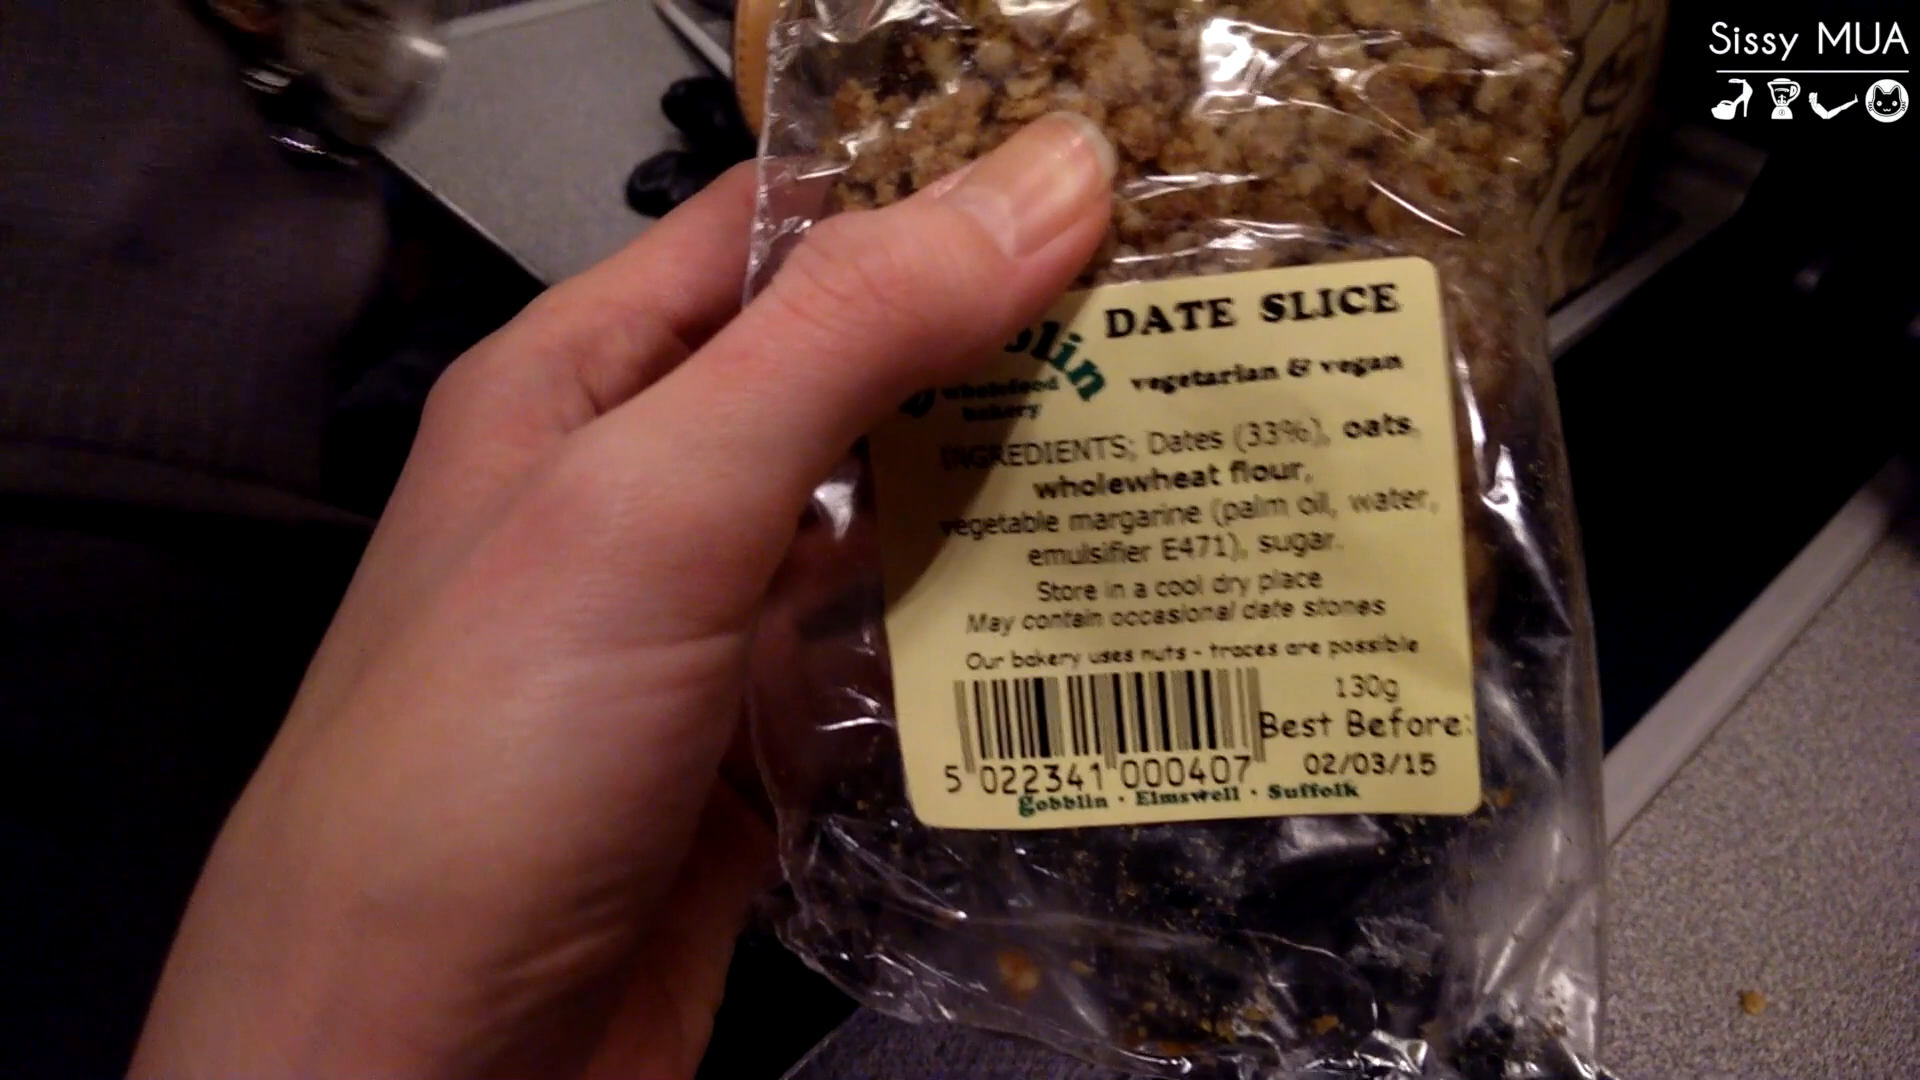 Sissy MUA
DATE SLICE
blin
wholefood
bakery
vegetarian & vegan
INGREDIENTS; Dates (33%), oats,
wholewheat flour,
vegetable margarine (palm oil, water,
emulsifier E471), sugar.
Store in a cool dry place
May contain occasional date stones
Our bakery uses nuts - traces are possible
130g
Best Before:
02/03/15
5 022341 000407
gobblin · Elmswell · Suffolk